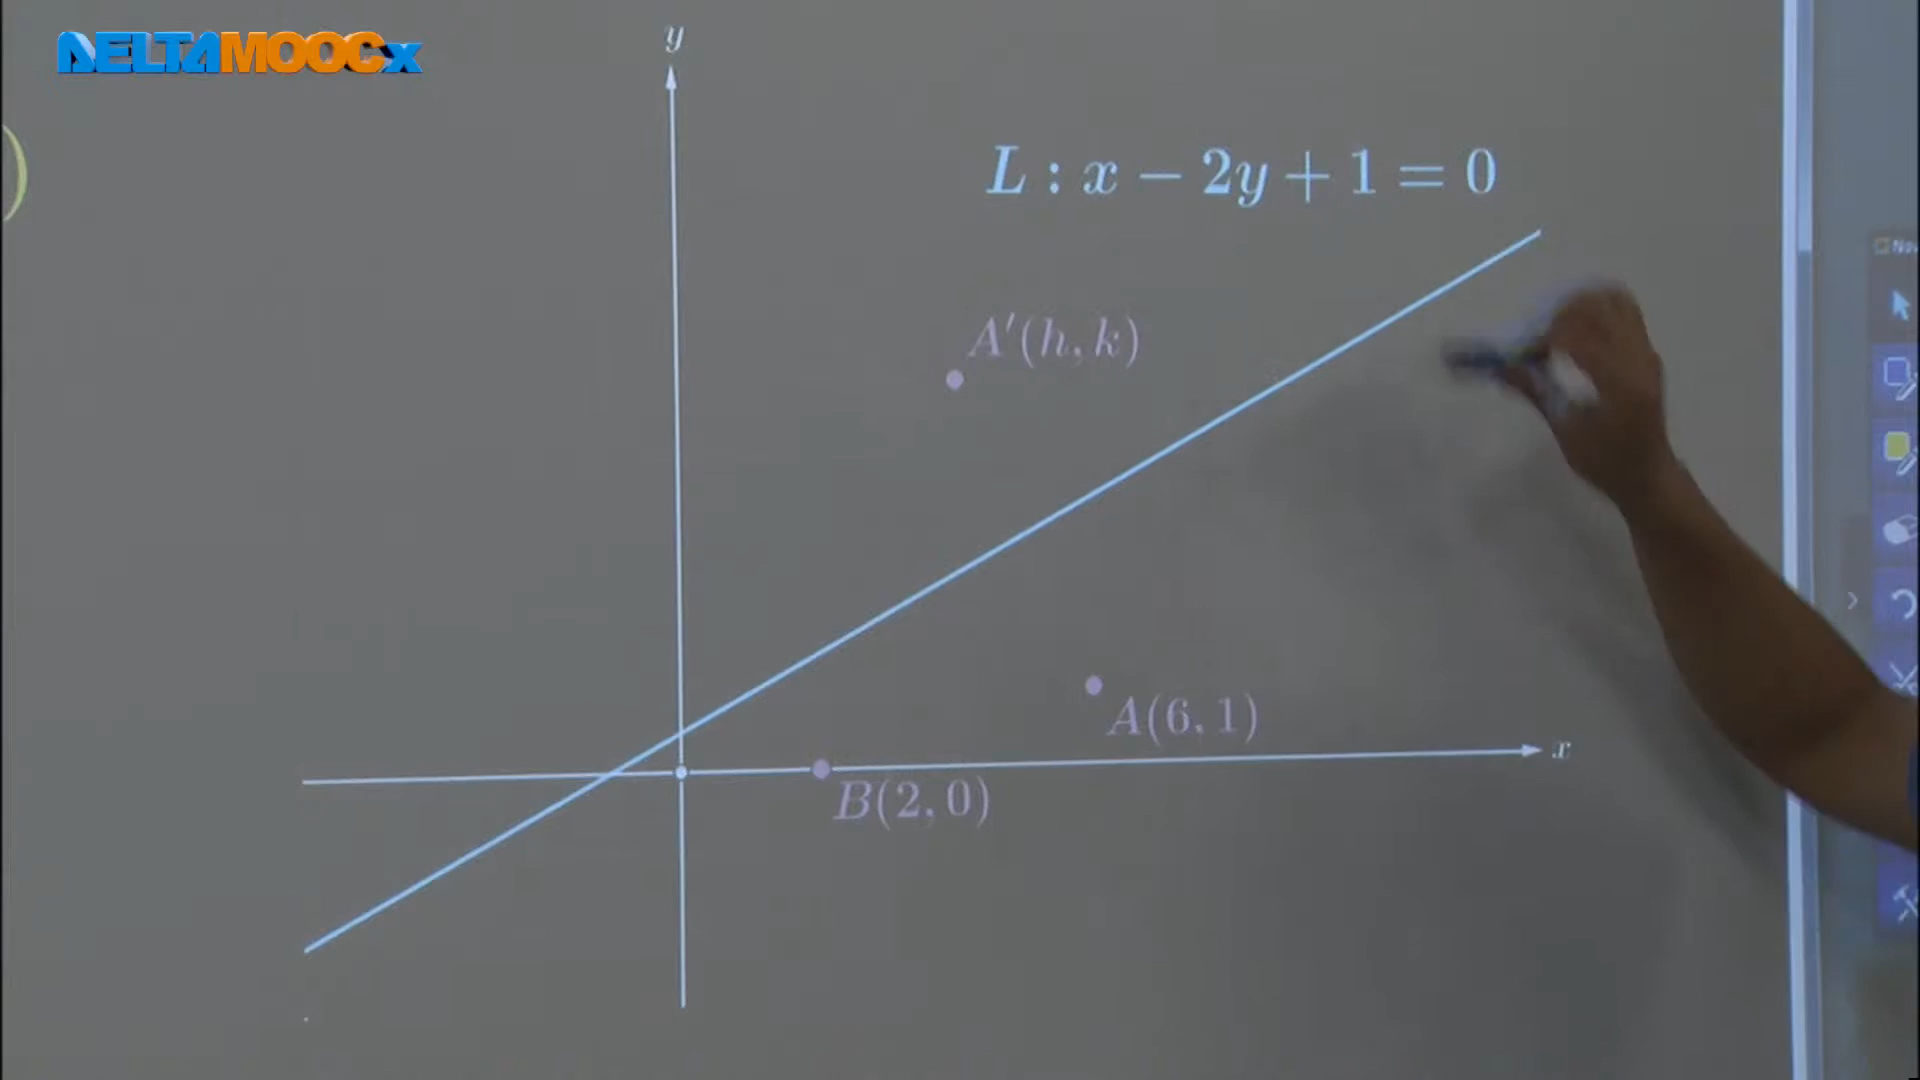 DELTAMOOCx
y
)
L : x − 2y + 1 = 0
A′(h, k)
A(6, 1)
x
B(2, 0)